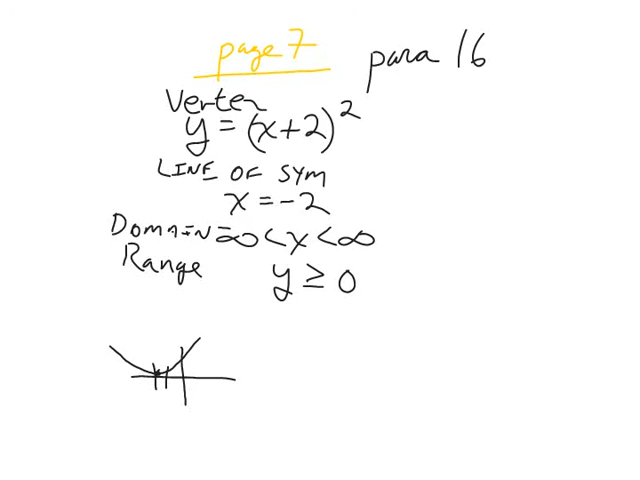 page 7 para 16
Vertex
y = (x+2)²
LINE OF SYM
x = -2
DOMAIN -∞ < x < ∞
Range y ≥ 0